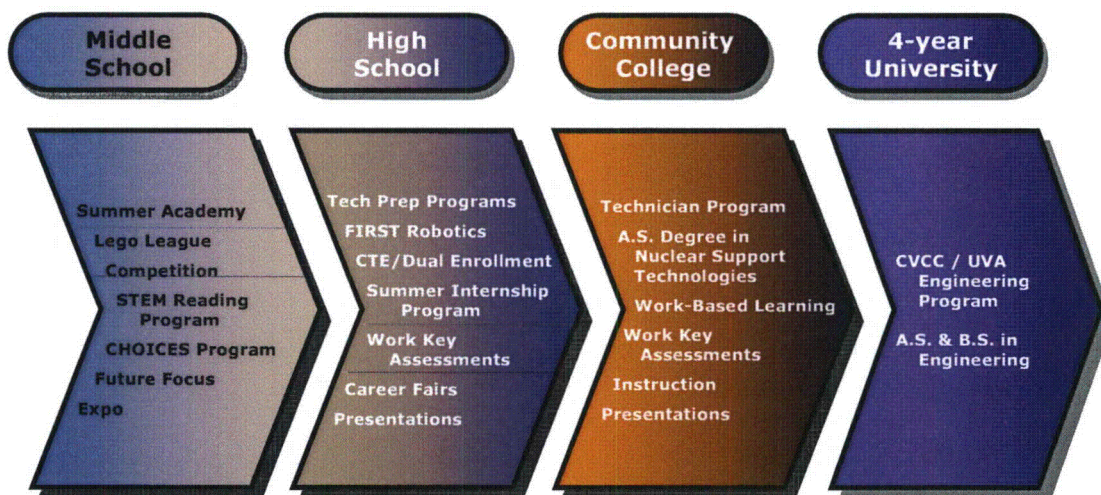 Middle
School
High
School
Community
College
4-year
University
Summer Academy
Lego League
Competition
STEM Reading
Program
CHOICES Program
Future Focus
Expo
Tech Prep Programs
FIRST Robotics
CTE/Dual Enrollment
Summer Internship
Program
Work Key
Assessments
Career Fairs
Presentations
Technician Program
A.S. Degree in
Nuclear Support
Technologies
Work-Based Learning
Work Key
Assessments
Instruction
Presentations
CVCC / UVA
Engineering
Program
A.S. & B.S. in
Engineering